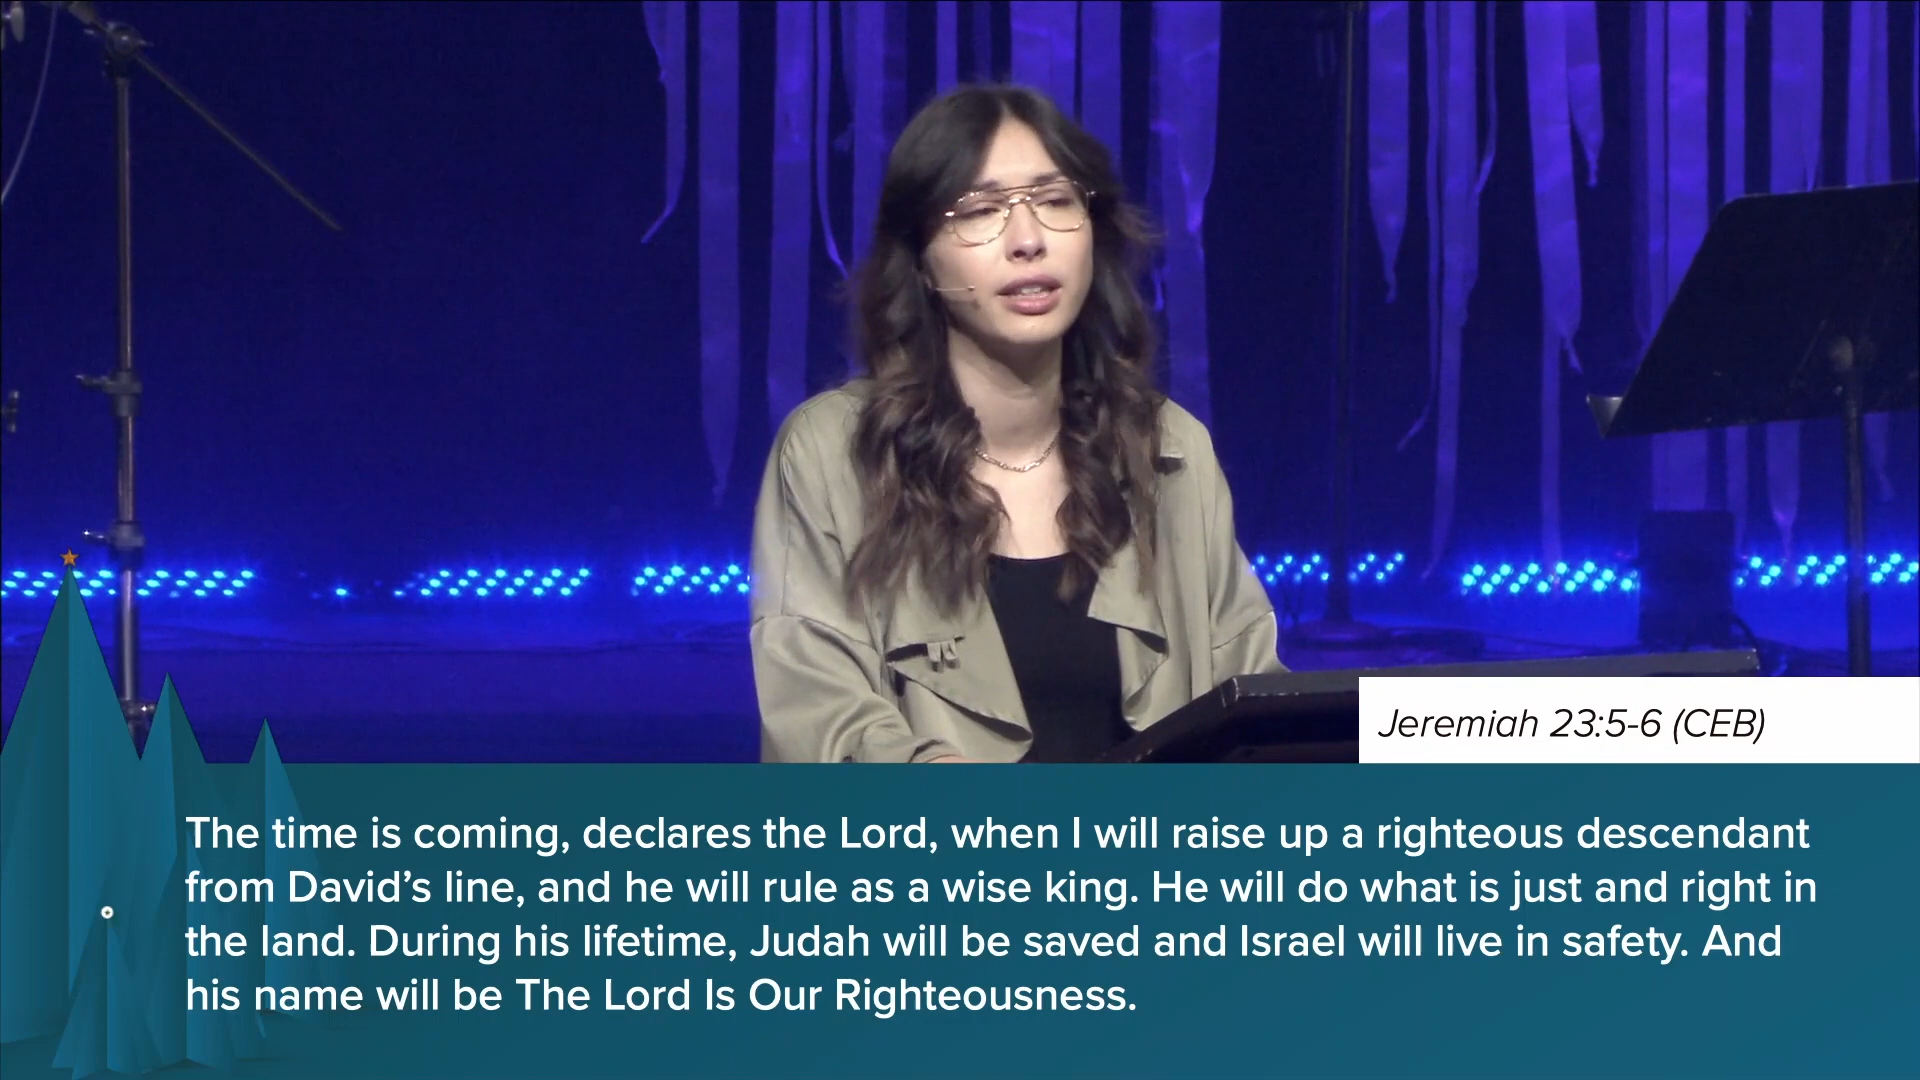 Jeremiah 23:5-6 (CEB)
The time is coming, declares the Lord, when I will raise up a righteous descendant
from David’s line, and he will rule as a wise king. He will do what is just and right in
the land. During his lifetime, Judah will be saved and Israel will live in safety. And
his name will be The Lord Is Our Righteousness.